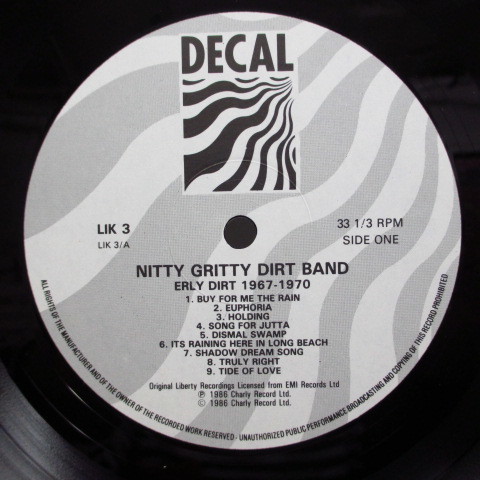 DECAL
LIK 3
LIK 3/A
33 1/3 RPM
SIDE ONE
NITTY GRITTY DIRT BAND
ERLY DIRT 1967-1970
1. BUY FOR ME THE RAIN
2. EUPHORIA
3. HOLDING
4. SONG FOR JUTTA
5. DISMAL SWAMP
6. ITS RAINING HERE IN LONG BEACH
7. SHADOW DREAM SONG
8. TRULY RIGHT
9. TIDE OF LOVE
Original Liberty Recordings Licensed from EMI Records Ltd
℗ 1986 Charly Record Ltd.
© 1986 Charly Record Ltd.
ALL RIGHTS OF THE MANUFACTURER AND OF THE OWNER OF THE RECORDED WORK RESERVED - UNAUTHORIZED PUBLIC PERFORMANCE BROADCASTING AND COPYING OF THIS RECORD PROHIBITED